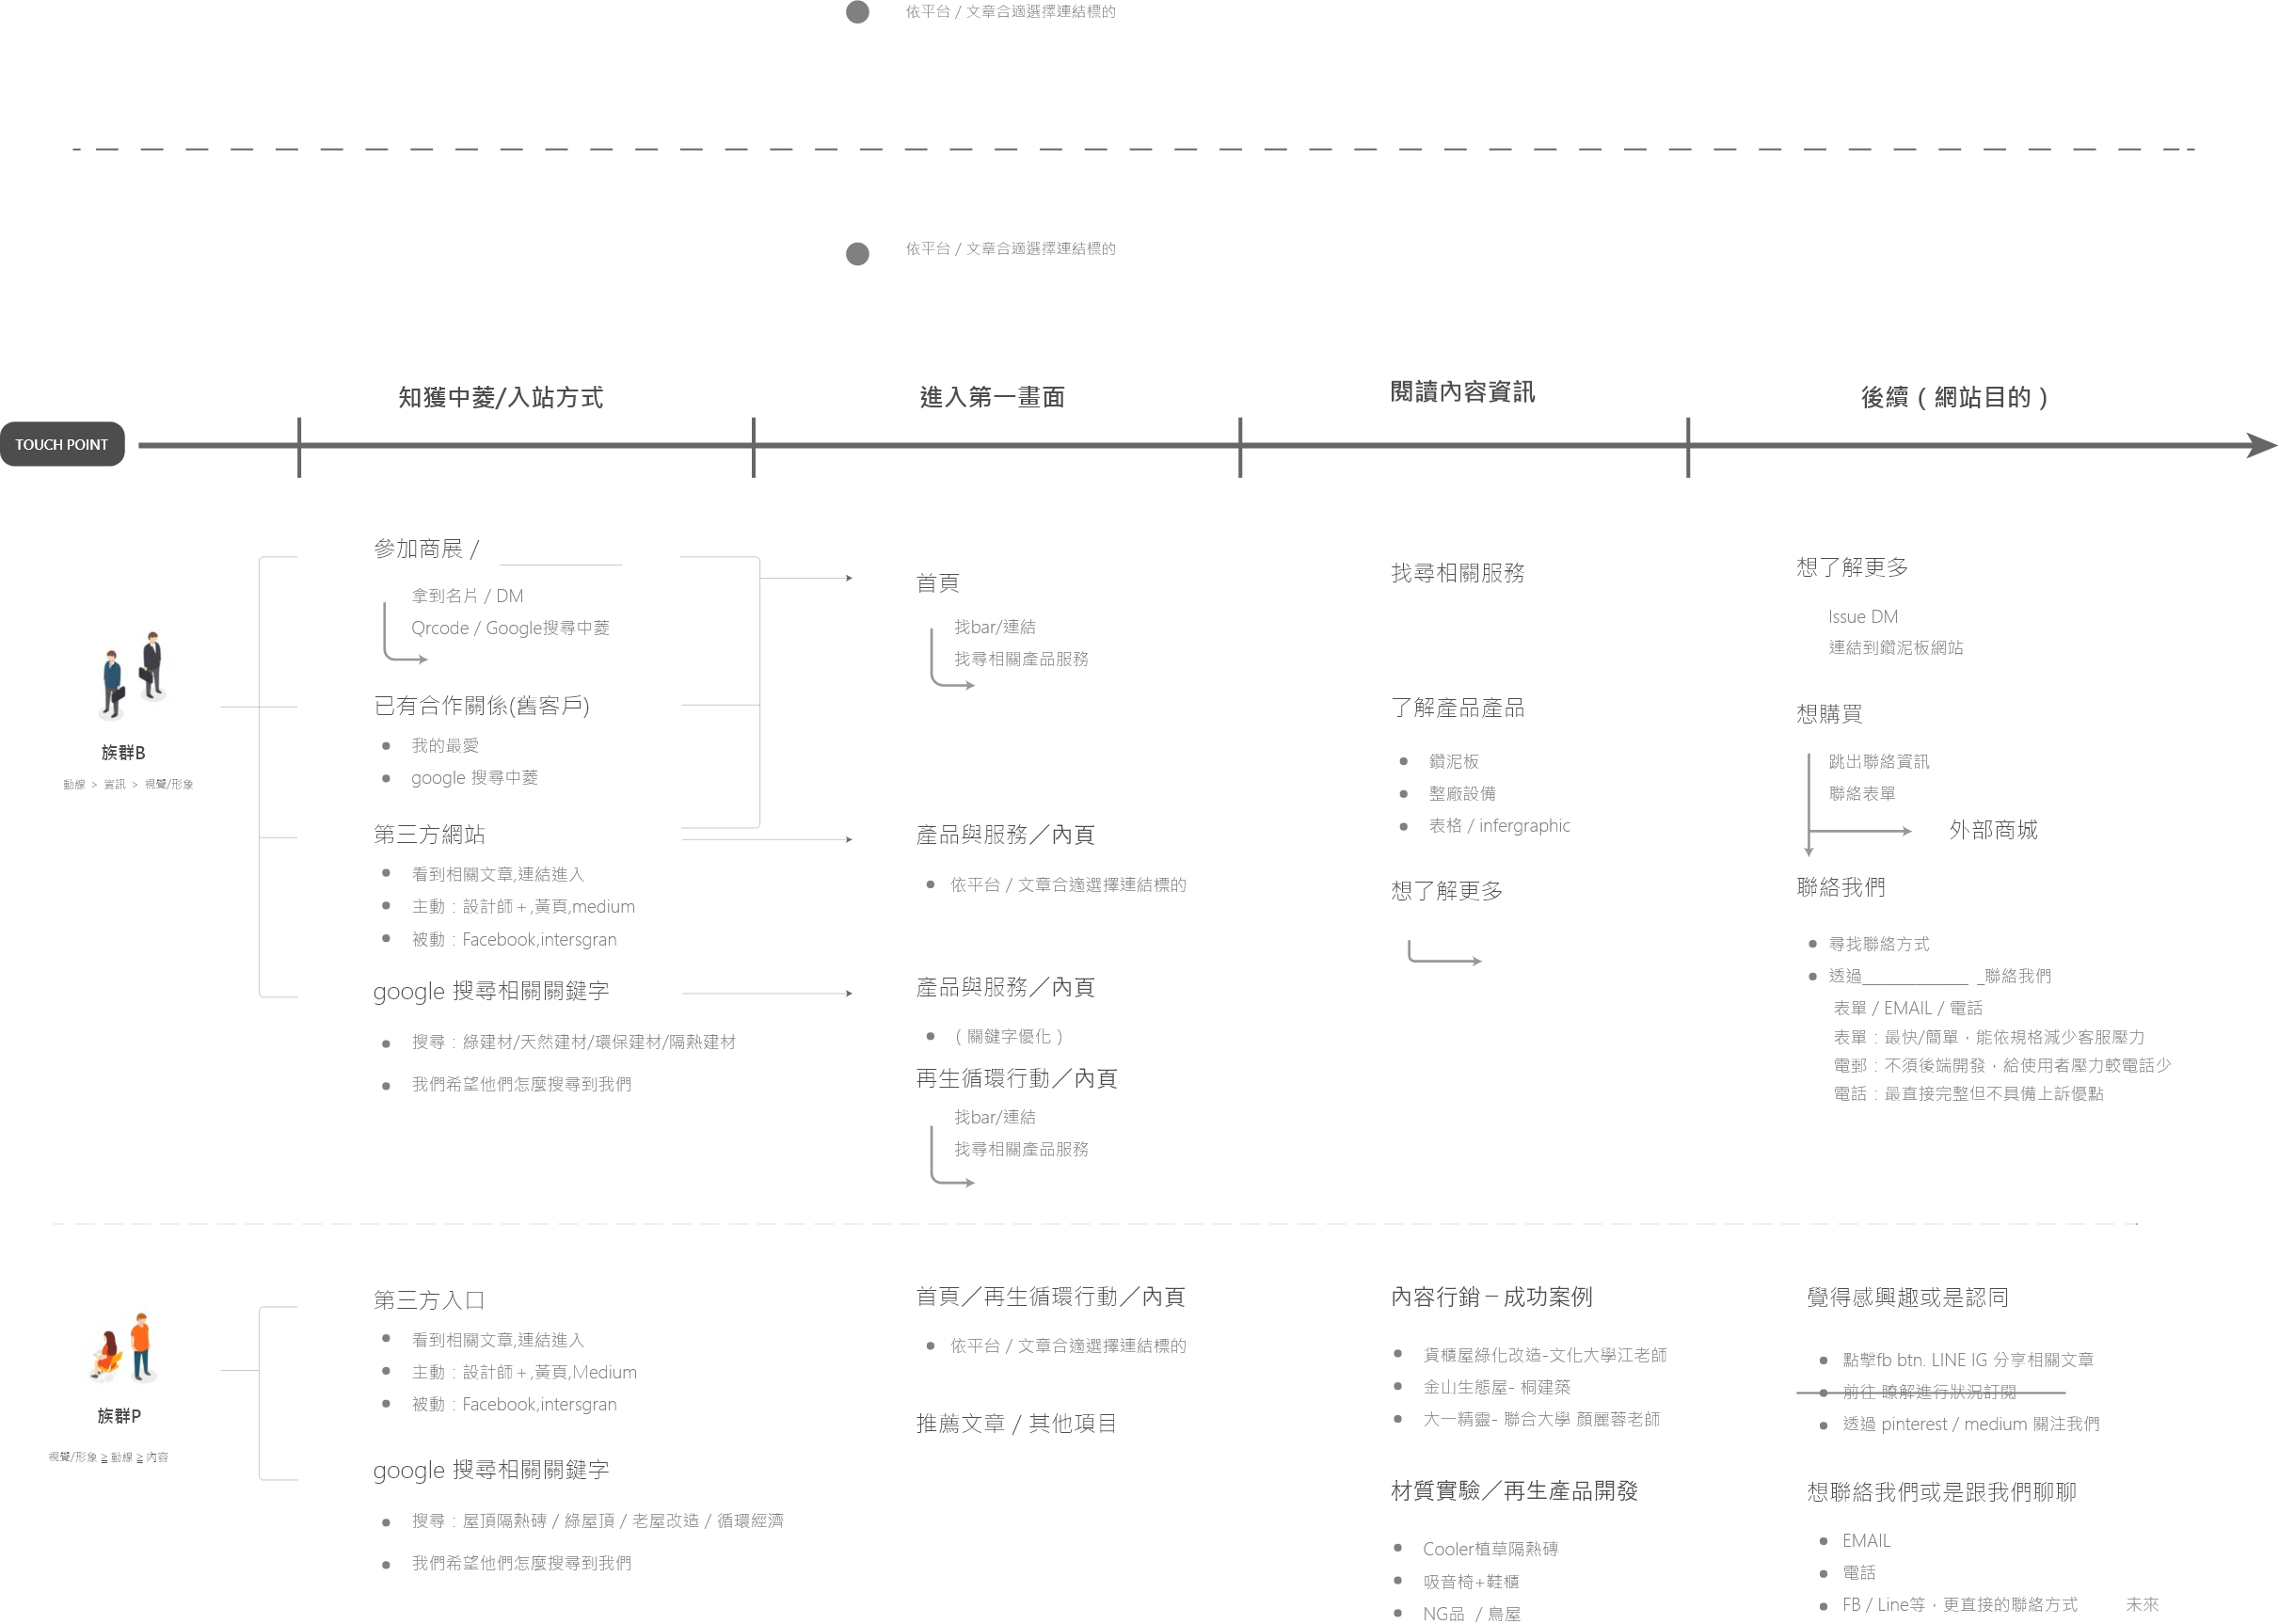 依平台 / 文章合適選擇連結標的
依平台 / 文章合適選擇連結標的
知獲中菱/入站方式
進入第一畫面
閱讀內容資訊
後續（網站目的）
TOUCH POINT
族群B
動線 > 資訊 > 視覺/形象
參加商展 /
拿到名片 / DM
Qrcode / Google搜尋中菱
已有合作關係(舊客戶)
我的最愛
google 搜尋中菱
第三方網站
看到相關文章,連結進入
主動：設計師＋,黃頁,medium
被動：Facebook,intersgran
google 搜尋相關關鍵字
搜尋：綠建材/天然建材/環保建材/隔熱建材
我們希望他們怎麼搜尋到我們
首頁
找bar/連結
找尋相關產品服務
產品與服務／內頁
依平台 / 文章合適選擇連結標的
產品與服務／內頁
（關鍵字優化）
再生循環行動／內頁
找bar/連結
找尋相關產品服務
找尋相關服務
了解產品產品
鑽泥板
整廠設備
表格 / infergraphic
想了解更多
想了解更多
Issue DM
連結到鑽泥板網站
想購買
跳出聯絡資訊
聯絡表單
外部商城
聯絡我們
尋找聯絡方式
透過______________ _聯絡我們
表單 / EMAIL / 電話
表單：最快/簡單，能依規格減少客服壓力
電郵：不須後端開發，給使用者壓力較電話少
電話：最直接完整但不具備上訴優點
族群P
視覺/形象 ≧ 動線 ≧ 內容
第三方入口
看到相關文章,連結進入
主動：設計師＋,黃頁,Medium
被動：Facebook,intersgran
google 搜尋相關關鍵字
搜尋：屋頂隔熱磚 / 綠屋頂 / 老屋改造 / 循環經濟
我們希望他們怎麼搜尋到我們
首頁／再生循環行動／內頁
依平台 / 文章合適選擇連結標的
推薦文章 / 其他項目
內容行銷－成功案例
貨櫃屋綠化改造-文化大學江老師
金山生態屋- 桐建築
大一精靈- 聯合大學 顏麗蓉老師
材質實驗／再生產品開發
Cooler植草隔熱磚
吸音椅+鞋櫃
NG品 / 鳥屋
覺得感興趣或是認同
點擊fb btn. LINE IG 分享相關文章
前往 瞭解進行狀況訂閱
透過 pinterest / medium 關注我們
想聯絡我們或是跟我們聊聊
EMAIL
電話
FB / Line等，更直接的聯絡方式 未來